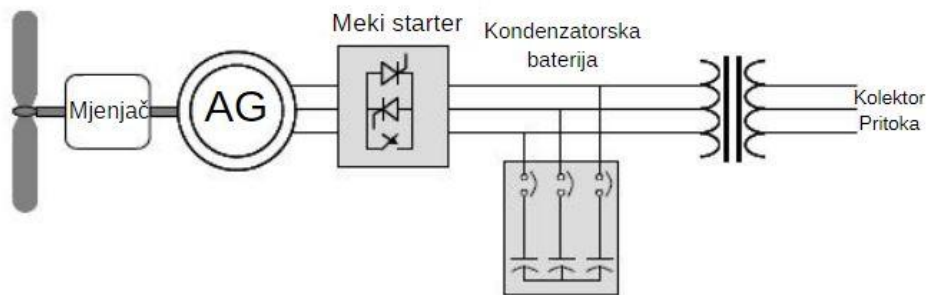 Meki starter
Kondenzatorska
baterija
Mjenjač
AG
Kolektor
Pritoka